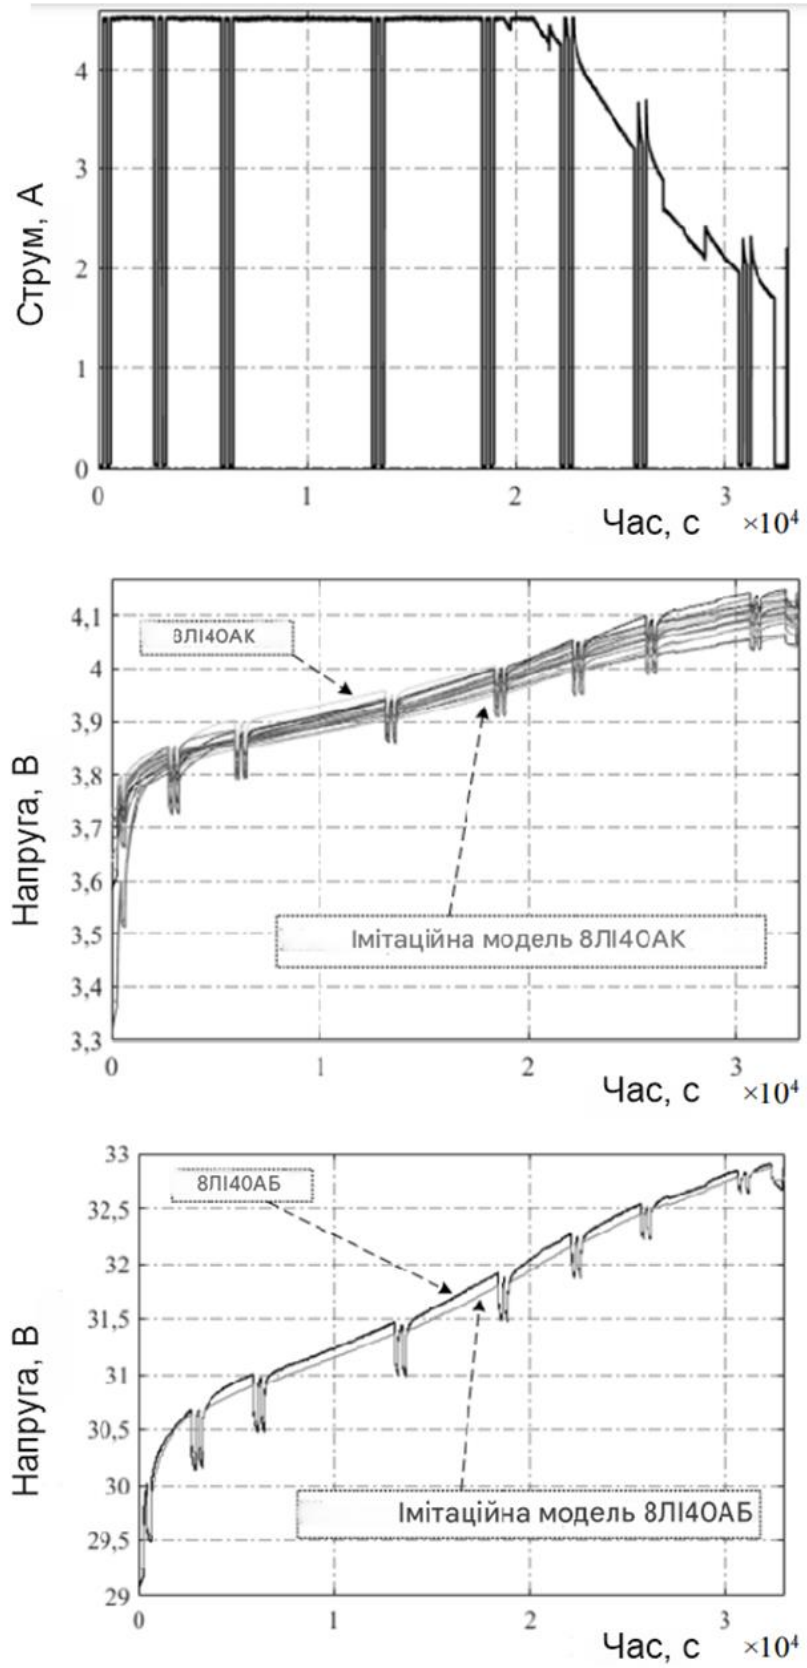 4
3
2
1
0
0 1 2 3
Струм, А
Час, с ×10⁴
4,1
4
3,9
3,8
3,7
3,6
3,5
3,4
3,3
0 1 2 3
Напруга, В
8ЛІ40АК
Імітаційна модель 8ЛІ40АК
Час, с ×10⁴
33
32,5
32
31,5
31
30,5
30
29,5
29
0 1 2 3
Напруга, В
8ЛІ40АБ
Імітаційна модель 8ЛІ40АБ
Час, с ×10⁴